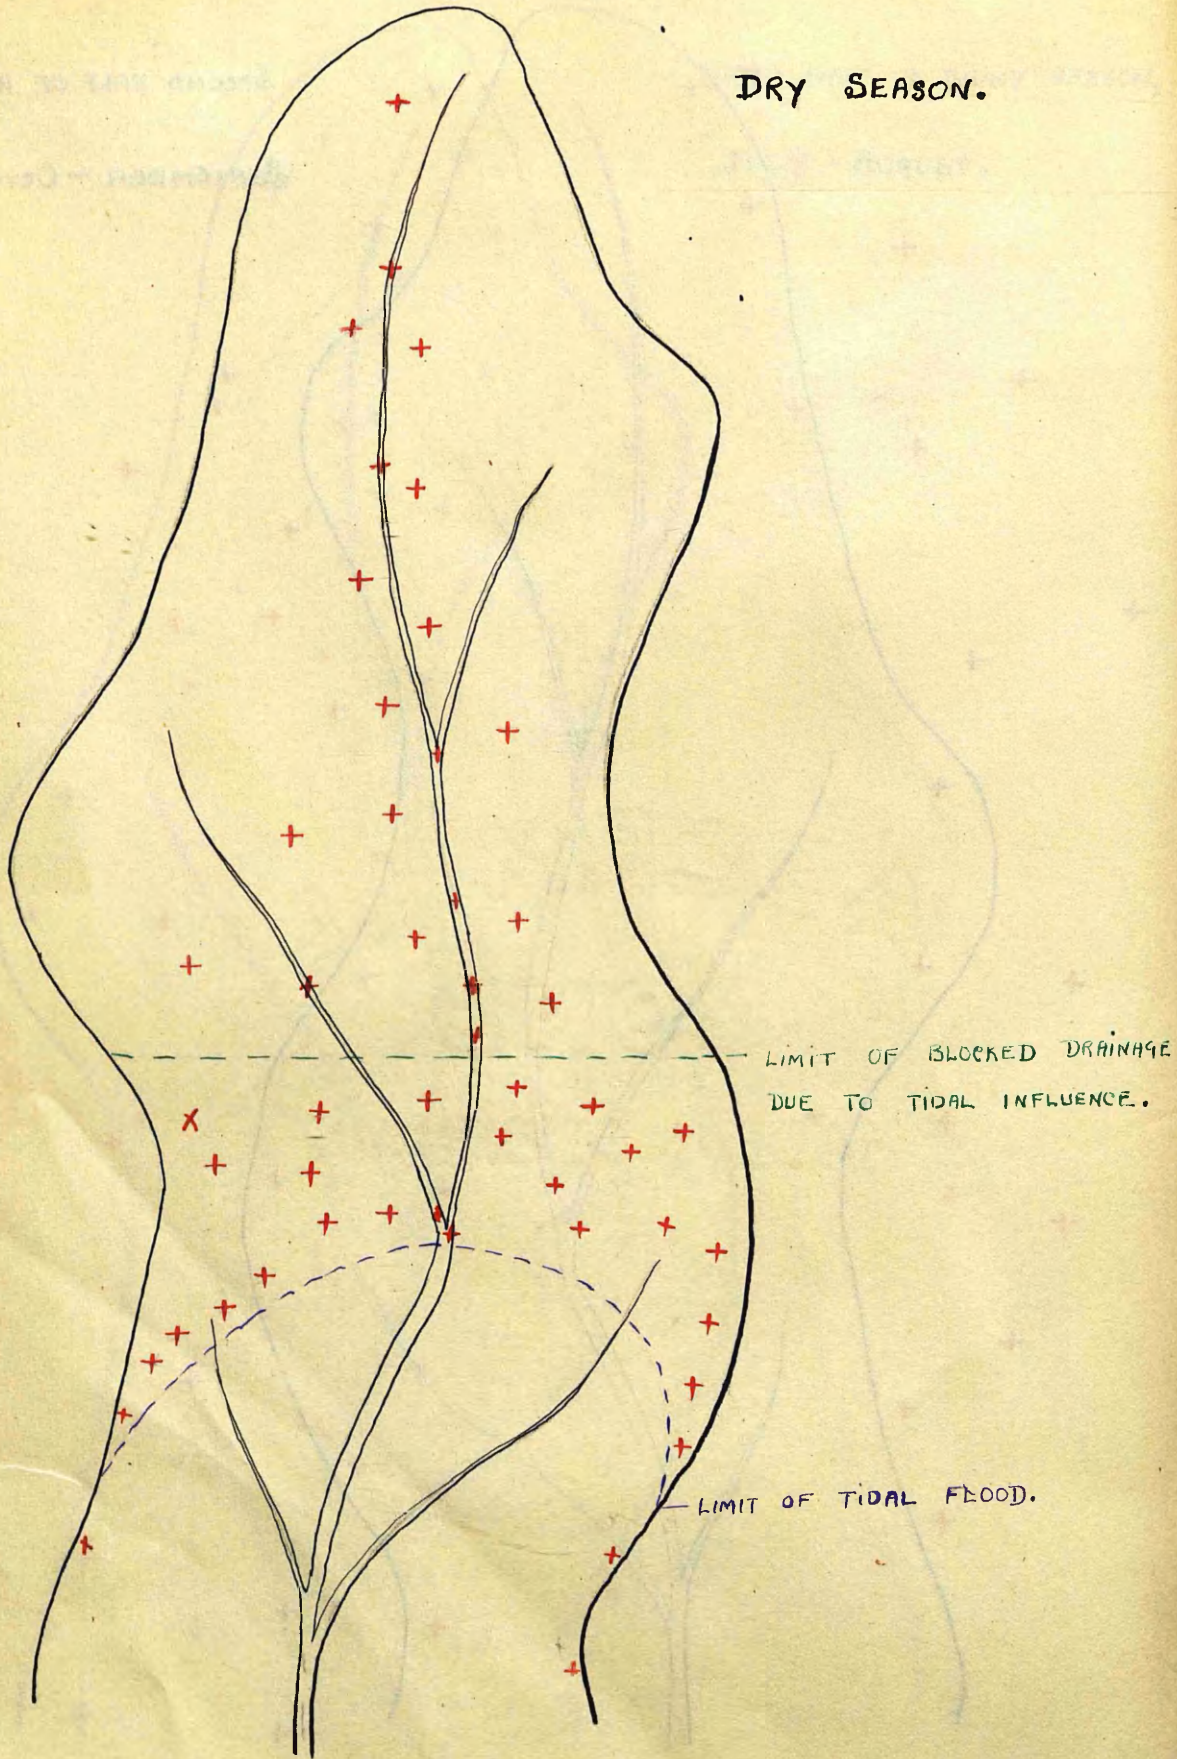 DRY SEASON.
LIMIT OF BLOCKED DRAINAGE
DUE TO TIDAL INFLUENCE.
LIMIT OF TIDAL FLOOD.